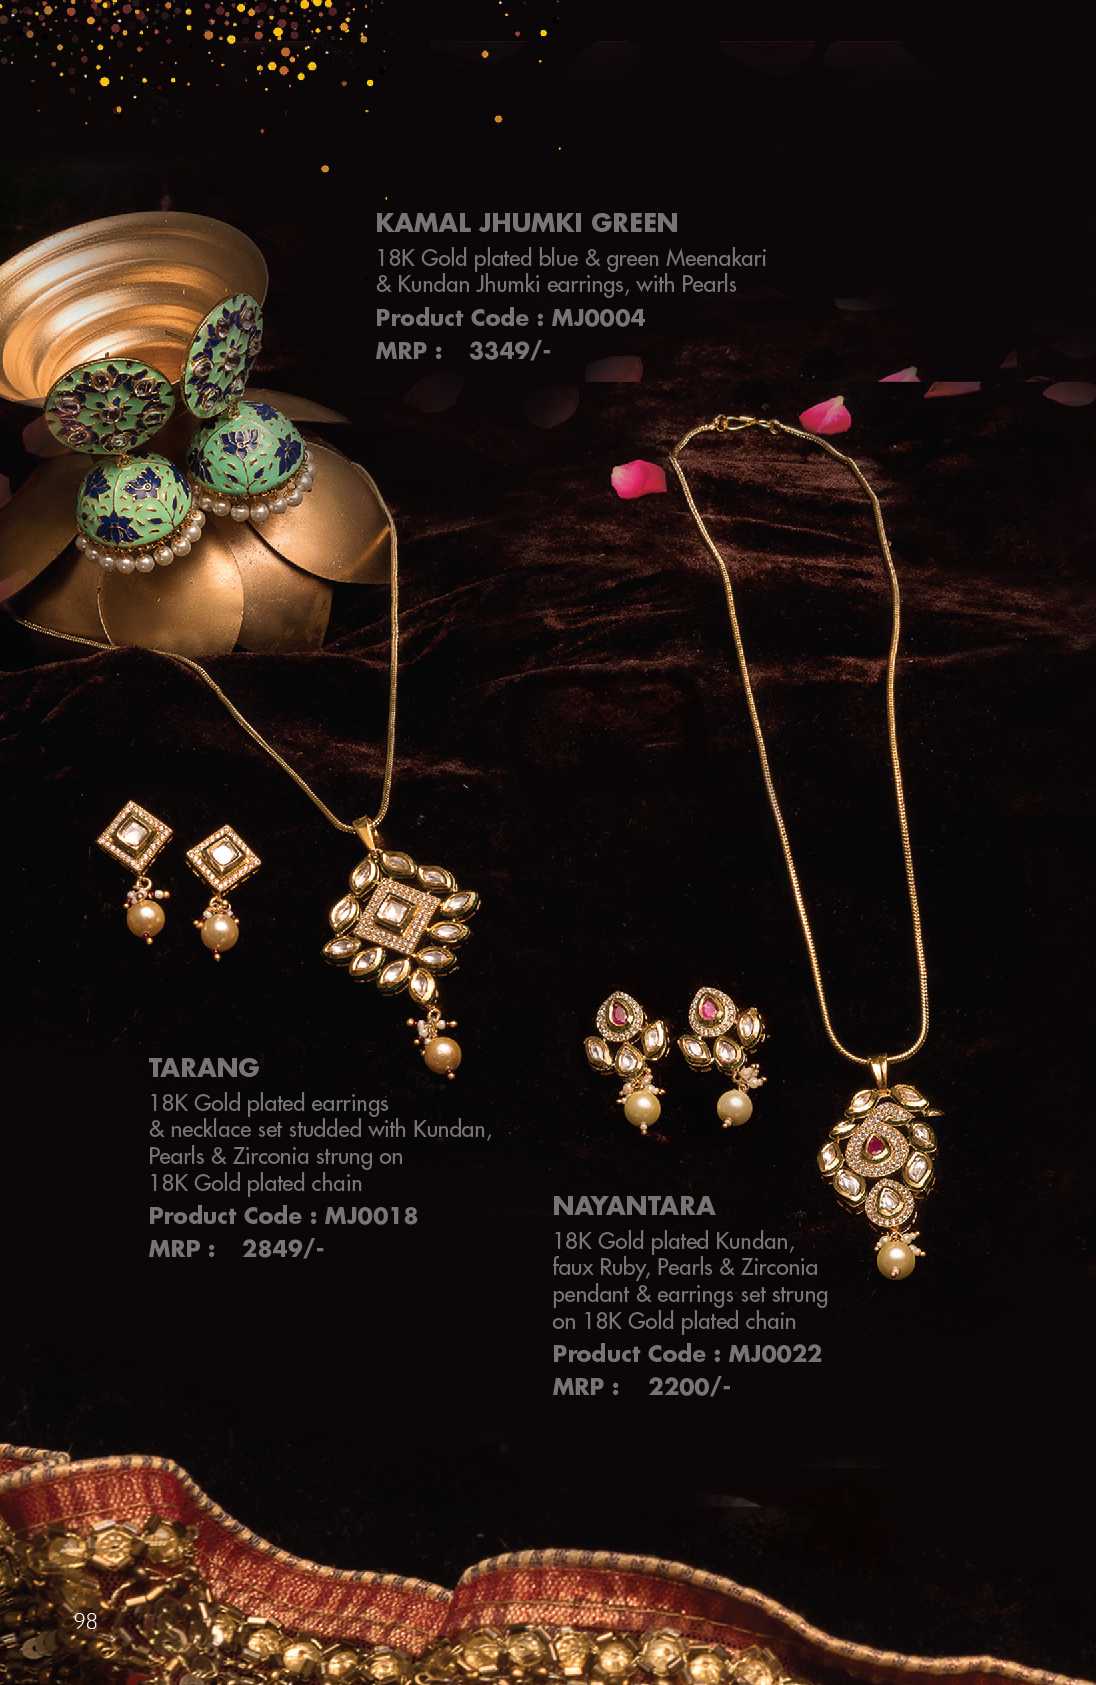 KAMAL JHUMKI GREEN
18K Gold plated blue & green Meenakari
& Kundan Jhumki earrings, with Pearls
Product Code : MJ0004
MRP : 3349/-
TARANG
18K Gold plated earrings
& necklace set studded with Kundan,
Pearls & Zirconia strung on
18K Gold plated chain
Product Code : MJ0018
MRP : 2849/-
NAYANTARA
18K Gold plated Kundan,
faux Ruby, Pearls & Zirconia
pendant & earrings set strung
on 18K Gold plated chain
Product Code : MJ0022
MRP : 2200/-
98